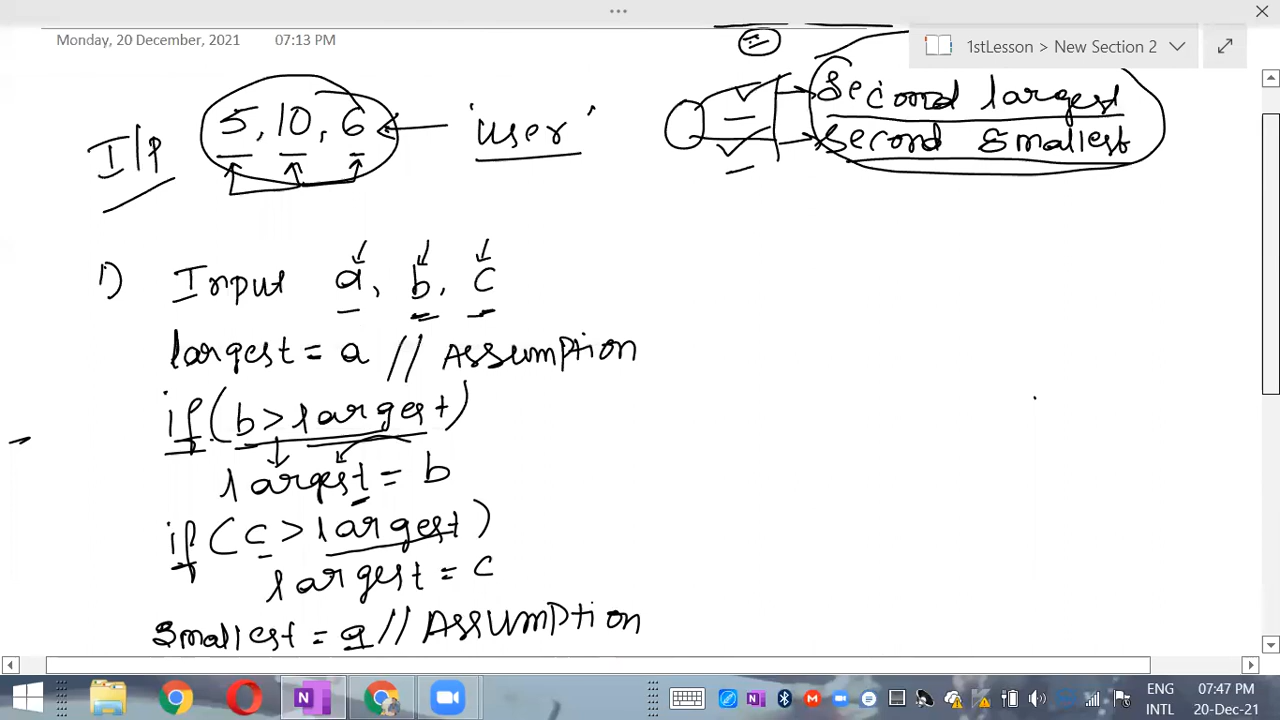 Monday, 20 December, 2021 07:13 PM
1stLesson > New Section 2
I/P 5, 10, 6 ← 'user'
Second largest
Second Smallest
1) Input a, b, c
largest = a // Assumption
if (b > largest)
largest = b
if (c > largest)
largest = c
Smallest = a // Assumption
ENG
INTL
07:47 PM
20-Dec-21